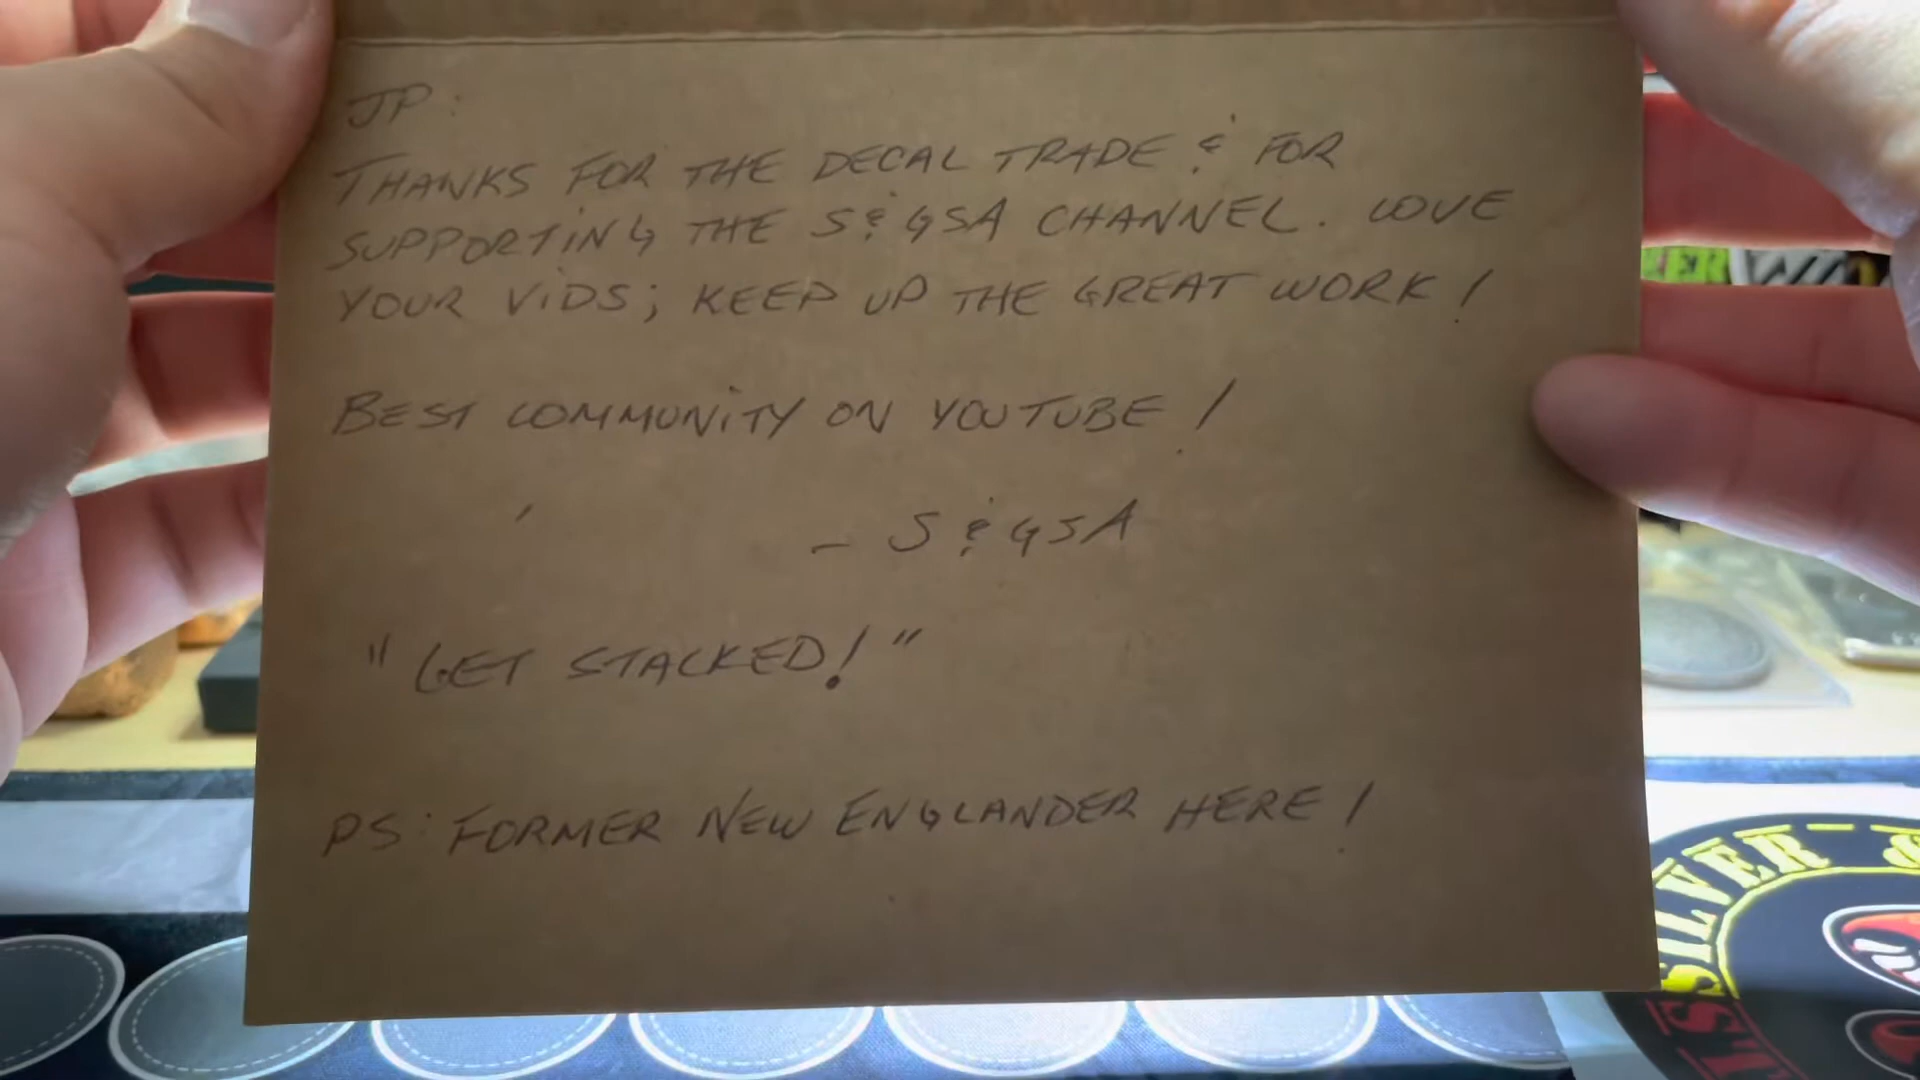 JP:
THANKS FOR THE DECAL TRADE & FOR
SUPPORTING THE S&GSA CHANNEL. LOVE
YOUR VIDS; KEEP UP THE GREAT WORK!
BEST COMMUNITY ON YOUTUBE!
- S&GSA
"GET STACKED!"
PS: FORMER NEW ENGLANDER HERE!
SILVER &